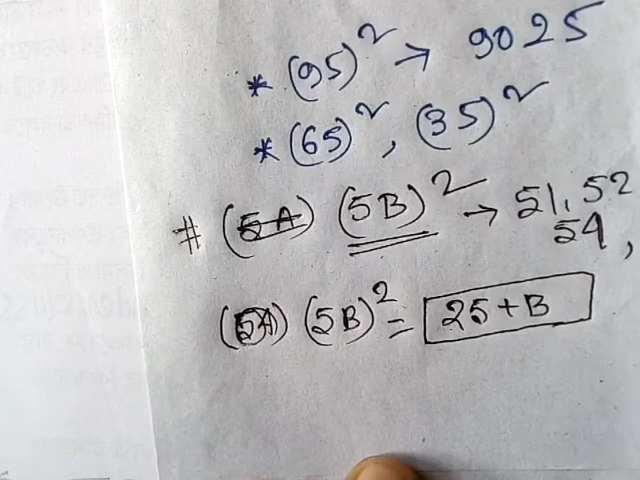 * (95)² → 9025
* (65)², (35)²
# (5A) (5B)² → 51, 52
54,
(5A) (5B)² = 25+B